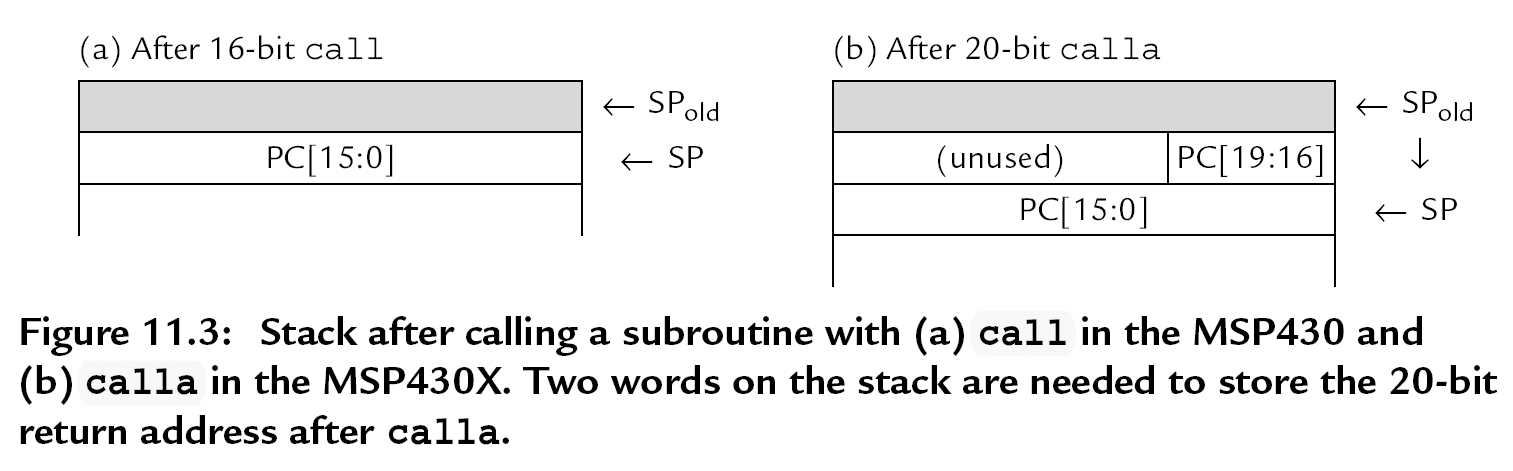 (a) After 16-bit call
← SPold
PC[15:0]
← SP
(b) After 20-bit calla
← SPold
(unused)
PC[19:16]
↓
PC[15:0]
← SP
Figure 11.3: Stack after calling a subroutine with (a) call in the MSP430 and
(b) calla in the MSP430X. Two words on the stack are needed to store the 20-bit
return address after calla.